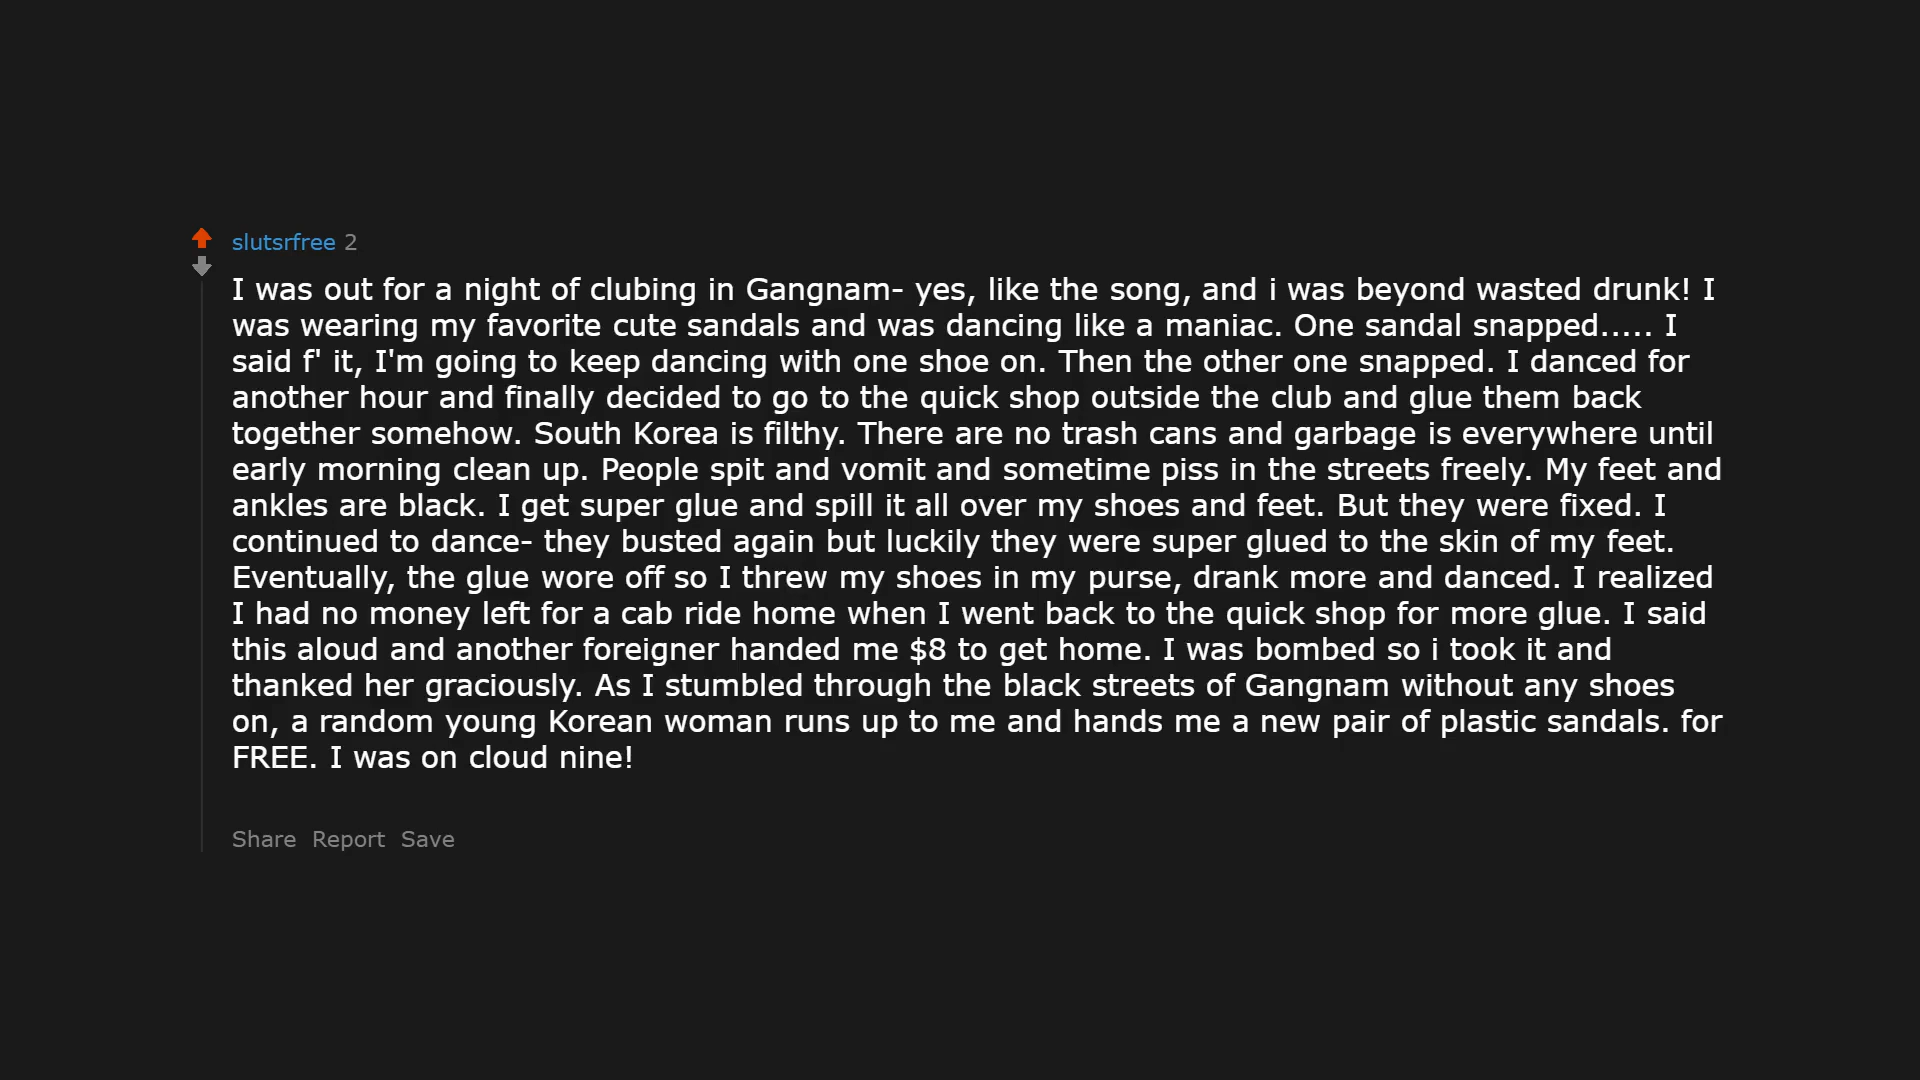 slutsrfree 2
I was out for a night of clubing in Gangnam- yes, like the song, and i was beyond wasted drunk! I
was wearing my favorite cute sandals and was dancing like a maniac. One sandal snapped..... I
said f' it, I'm going to keep dancing with one shoe on. Then the other one snapped. I danced for
another hour and finally decided to go to the quick shop outside the club and glue them back
together somehow. South Korea is filthy. There are no trash cans and garbage is everywhere until
early morning clean up. People spit and vomit and sometime piss in the streets freely. My feet and
ankles are black. I get super glue and spill it all over my shoes and feet. But they were fixed. I
continued to dance- they busted again but luckily they were super glued to the skin of my feet.
Eventually, the glue wore off so I threw my shoes in my purse, drank more and danced. I realized
I had no money left for a cab ride home when I went back to the quick shop for more glue. I said
this aloud and another foreigner handed me $8 to get home. I was bombed so i took it and
thanked her graciously. As I stumbled through the black streets of Gangnam without any shoes
on, a random young Korean woman runs up to me and hands me a new pair of plastic sandals. for
FREE. I was on cloud nine!
Share Report Save